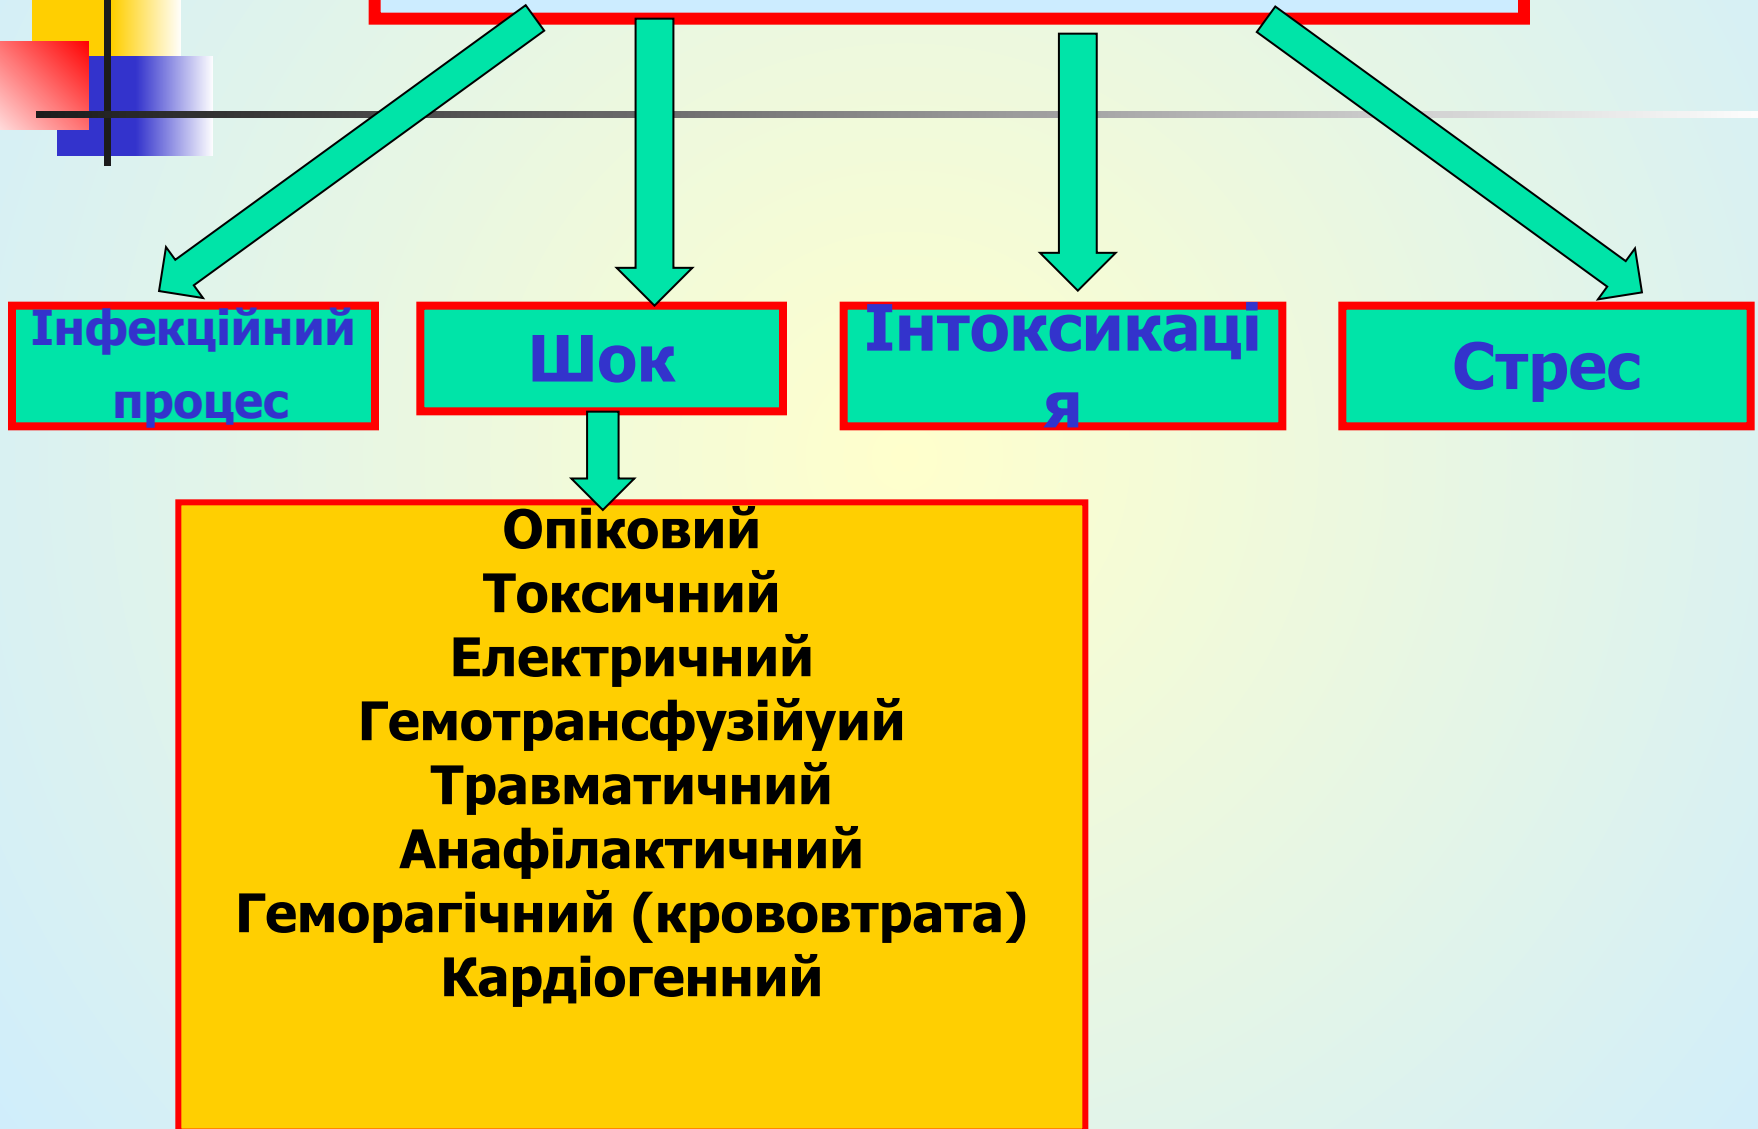 Інфекційний
процес
Шок
Інтоксикаці
я
Стрес
Опіковий
Токсичний
Електричний
Гемотрансфузійуий
Травматичний
Анафілактичний
Геморагічний (крововтрата)
Кардіогенний